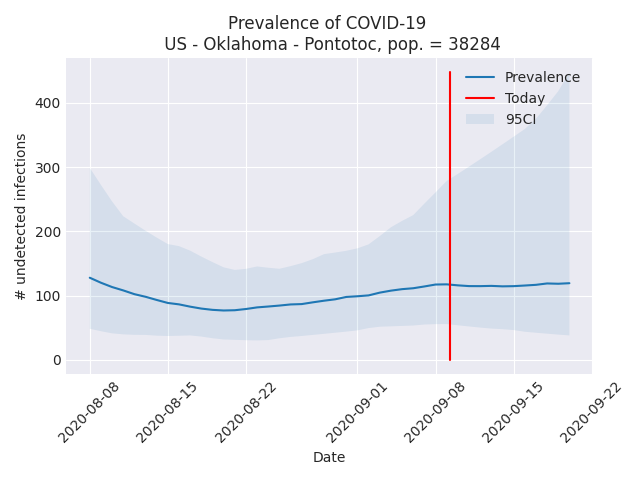 Prevalence of COVID-19
US - Oklahoma - Pontotoc, pop. = 38284
# undetected infections
400
300
200
100
0
Prevalence
Today
95CI
2020-08-08
2020-08-15
2020-08-22
2020-09-01
2020-09-08
2020-09-15
2020-09-22
Date